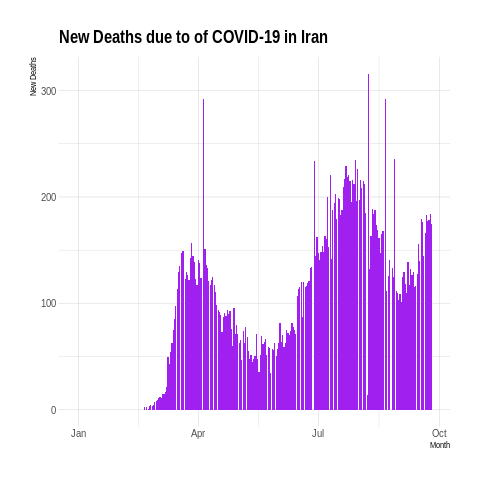 New Deaths due to of COVID-19 in Iran
New Deaths
300
200
100
0
Jan
Apr
Jul
Oct
Month